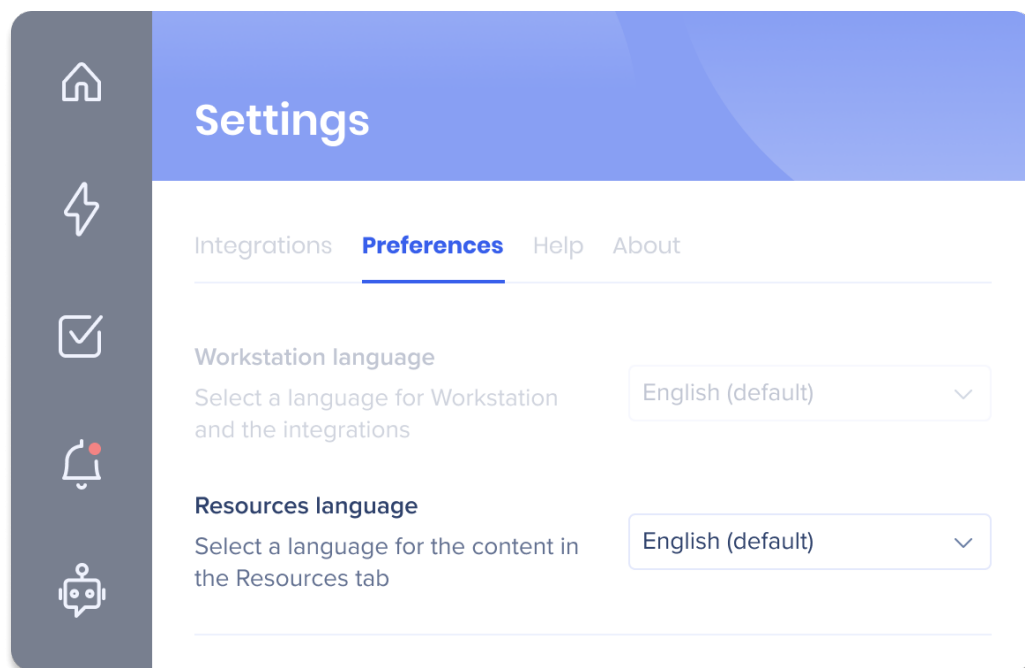 Settings
Integrations Preferences Help About
Workstation language
Select a language for Workstation
and the integrations
English (default)
Resources language
Select a language for the content in
the Resources tab
English (default)